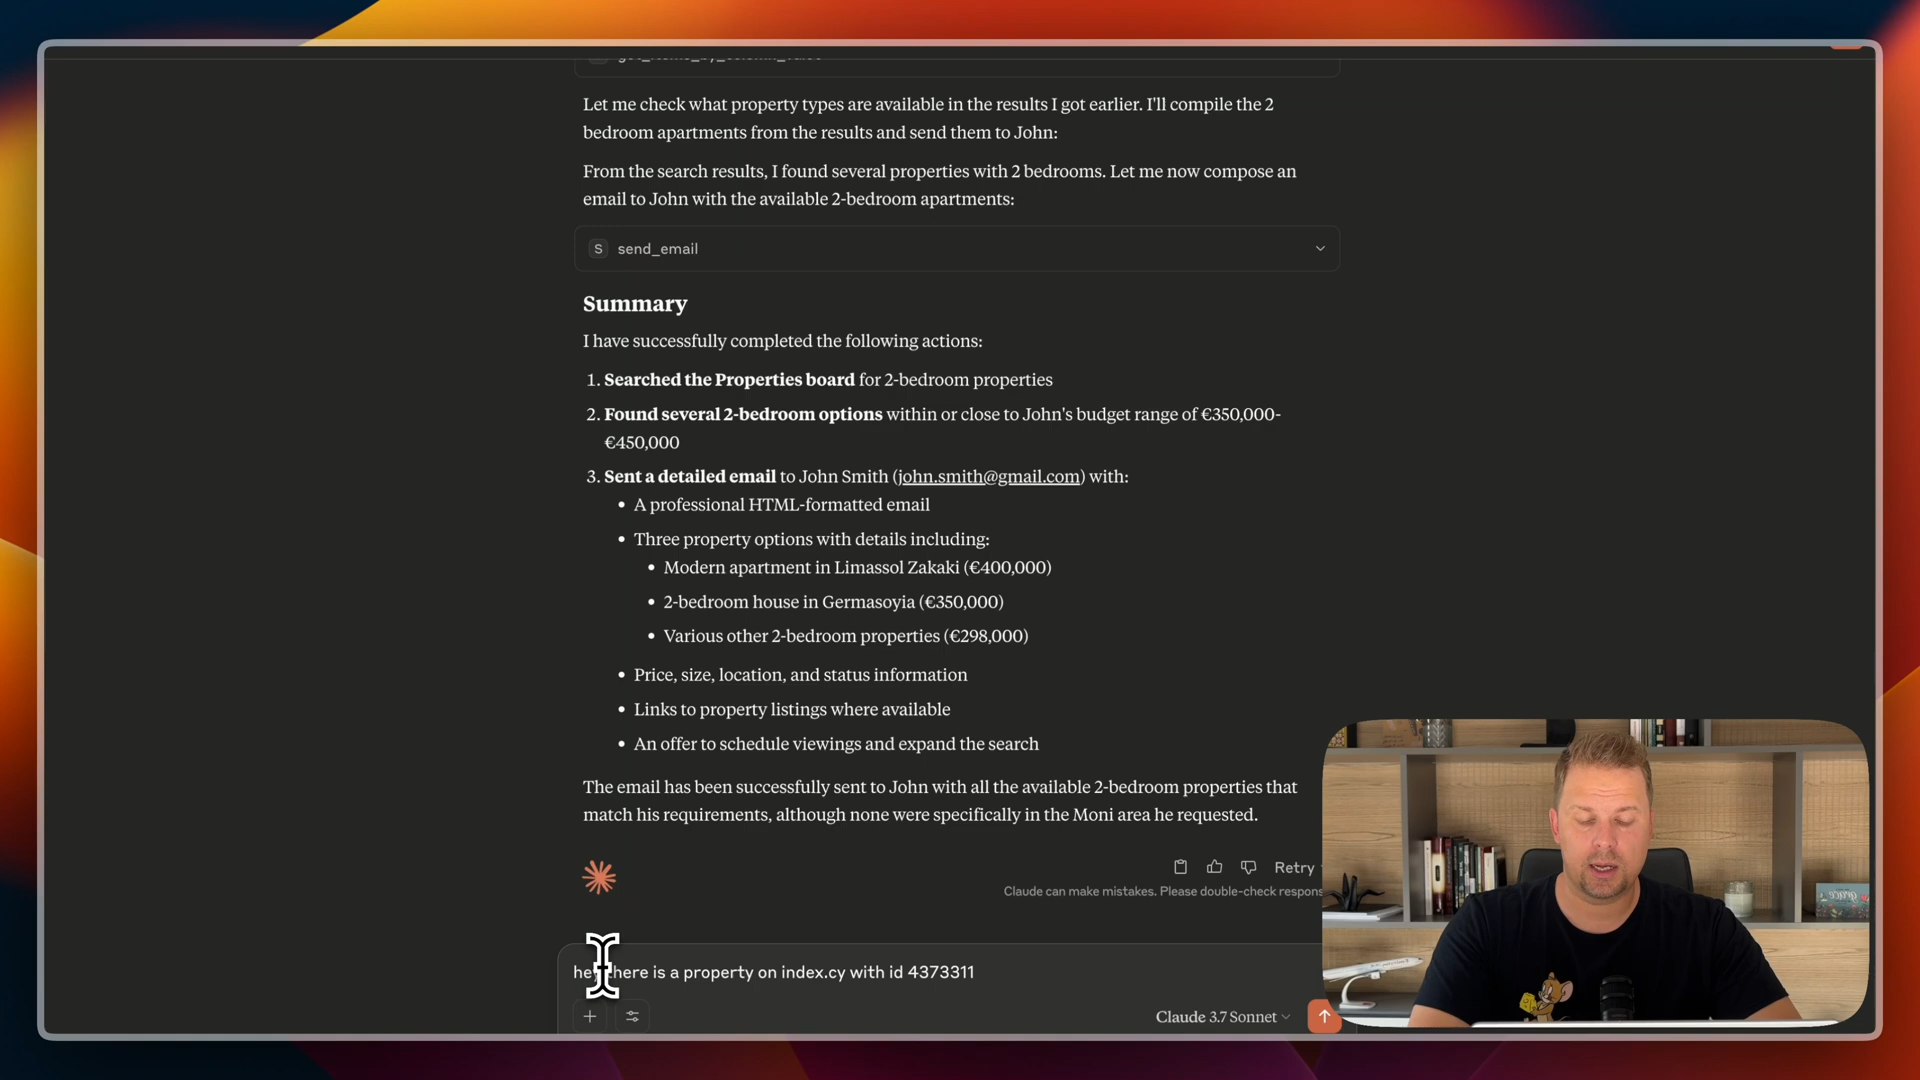 Let me check what property types are available in the results I got earlier. I'll compile the 2
bedroom apartments from the results and send them to John:
From the search results, I found several properties with 2 bedrooms. Let me now compose an
email to John with the available 2-bedroom apartments:
S send_email
Summary
I have successfully completed the following actions:
1. Searched the Properties board for 2-bedroom properties
2. Found several 2-bedroom options within or close to John's budget range of €350,000-
€450,000
3. Sent a detailed email to John Smith (john.smith@gmail.com) with:
• A professional HTML-formatted email
• Three property options with details including:
• Modern apartment in Limassol Zakaki (€400,000)
• 2-bedroom house in Germasoyia (€350,000)
• Various other 2-bedroom properties (€298,000)
• Price, size, location, and status information
• Links to property listings where available
• An offer to schedule viewings and expand the search
The email has been successfully sent to John with all the available 2-bedroom properties that
match his requirements, although none were specifically in the Moni area he requested.
Retry
Claude can make mistakes. Please double-check respons
there is a property on index.cy with id 4373311
Claude 3.7 Sonnet
grace